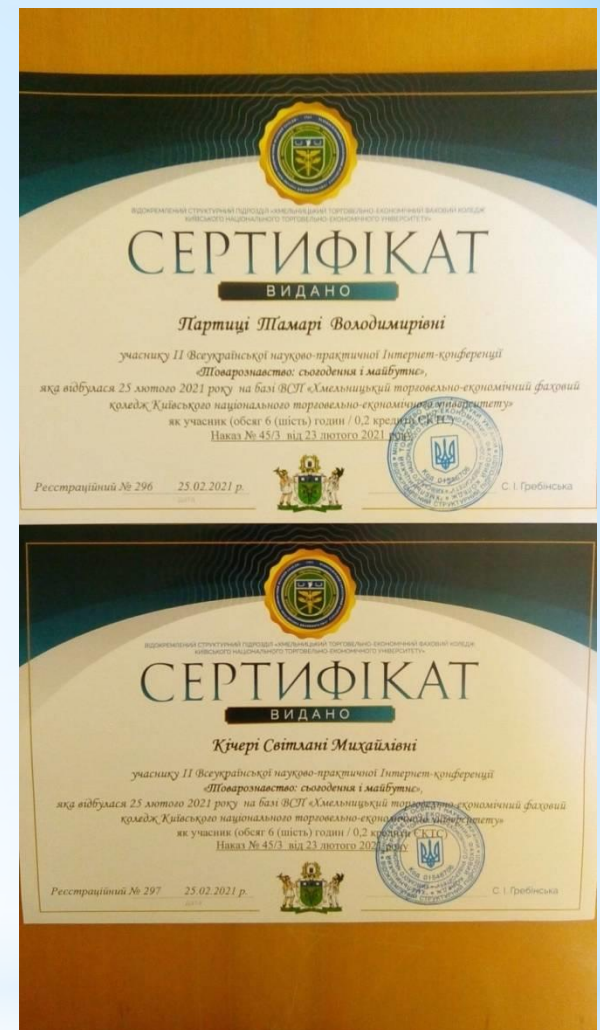 ВІДОКРЕМЛЕНИЙ СТРУКТУРНИЙ ПІДРОЗДІЛ «ХМЕЛЬНИЦЬКИЙ ТОРГОВЕЛЬНО-ЕКОНОМІЧНИЙ ФАХОВИЙ КОЛЕДЖ
КИЇВСЬКОГО НАЦІОНАЛЬНОГО ТОРГОВЕЛЬНО-ЕКОНОМІЧНОГО УНІВЕРСИТЕТУ»
СЕРТИФІКАТ
ВИДАНО
Партиці Тамарі Володимирівні
учаснику ІІ Всеукраїнської науково-практичної Інтернет-конференції
«Товарознавство: сьогодення і майбутнє»,
яка відбулася 25 лютого 2021 року на базі ВСП «Хмельницький торговельно-економічний фаховий
коледж Київського національного торговельно-економічного університету»
як учасник (обсяг 6 (шість) годин / 0,2 кредити ЄКТС)
Наказ № 45/3 від 23 лютого 2021 року
Реєстраційний № 296 25.02.2021 р. С. І. Гребінська
ДАТА
ВІДОКРЕМЛЕНИЙ СТРУКТУРНИЙ ПІДРОЗДІЛ «ХМЕЛЬНИЦЬКИЙ ТОРГОВЕЛЬНО-ЕКОНОМІЧНИЙ ФАХОВИЙ КОЛЕДЖ
КИЇВСЬКОГО НАЦІОНАЛЬНОГО ТОРГОВЕЛЬНО-ЕКОНОМІЧНОГО УНІВЕРСИТЕТУ»
СЕРТИФІКАТ
ВИДАНО
Кічері Світлані Михайлівні
учаснику ІІ Всеукраїнської науково-практичної Інтернет-конференції
«Товарознавство: сьогодення і майбутнє»,
яка відбулася 25 лютого 2021 року на базі ВСП «Хмельницький торговельно-економічний фаховий
коледж Київського національного торговельно-економічного університету»
як учасник (обсяг 6 (шість) годин / 0,2 кредити ЄКТС)
Наказ № 45/3 від 23 лютого 2021 року
Реєстраційний № 297 25.02.2021 р. С. І. Гребінська
ДАТА